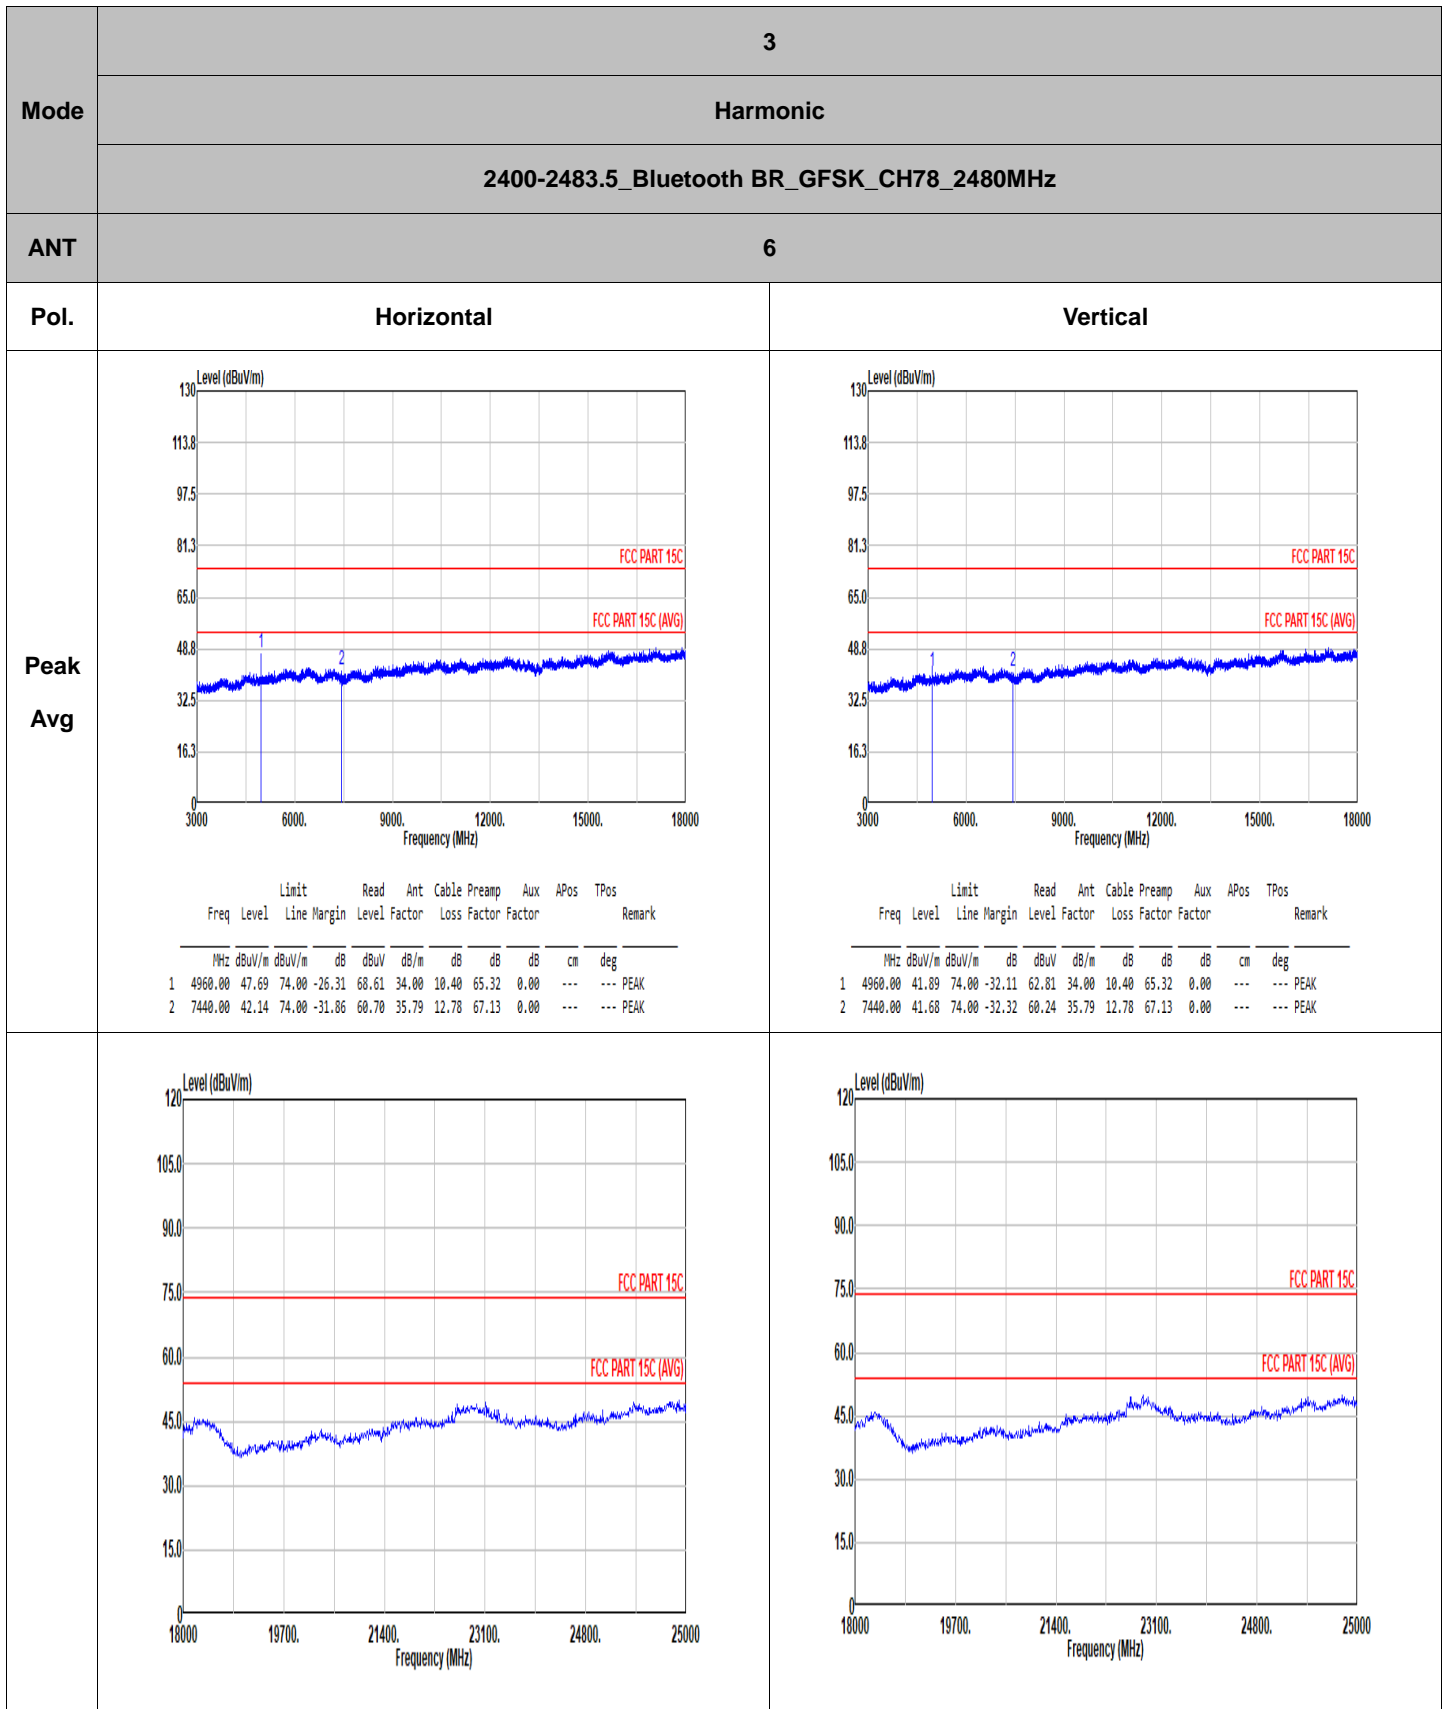 Mode
3
Harmonic
2400-2483.5_Bluetooth BR_GFSK_CH78_2480MHz
ANT
6
Pol.
Horizontal
Vertical
Peak
Avg
Level (dBuV/m)
130
113.8
97.5
81.3
FCC PART 15C
65.0
FCC PART 15C (AVG)
1
48.8
2
32.5
16.3
0
3000 6000. 9000. 12000. 15000. 18000
Frequency (MHz)
Limit Read Ant Cable Preamp Aux APos TPos
Freq Level Line Margin Level Factor Loss Factor Factor Remark
MHz dBuV/m dBuV/m dB dBuV dB/m dB dB dB cm deg
1 4960.00 47.69 74.00 -26.31 68.61 34.00 10.40 65.32 0.00 --- --- PEAK
2 7440.00 42.14 74.00 -31.86 60.70 35.79 12.78 67.13 0.00 --- --- PEAK
Level (dBuV/m)
130
113.8
97.5
81.3
FCC PART 15C
65.0
FCC PART 15C (AVG)
48.8
1 2
32.5
16.3
0
3000 6000. 9000. 12000. 15000. 18000
Frequency (MHz)
Limit Read Ant Cable Preamp Aux APos TPos
Freq Level Line Margin Level Factor Loss Factor Factor Remark
MHz dBuV/m dBuV/m dB dBuV dB/m dB dB dB cm deg
1 4960.00 41.89 74.00 -32.11 62.81 34.00 10.40 65.32 0.00 --- --- PEAK
2 7440.00 41.68 74.00 -32.32 60.24 35.79 12.78 67.13 0.00 --- --- PEAK
Level (dBuV/m)
120
105.0
90.0
FCC PART 15C
75.0
60.0
FCC PART 15C (AVG)
45.0
30.0
15.0
0
18000 19700. 21400. 23100. 24800. 25000
Frequency (MHz)
Level (dBuV/m)
120
105.0
90.0
FCC PART 15C
75.0
60.0
FCC PART 15C (AVG)
45.0
30.0
15.0
0
18000 19700. 21400. 23100. 24800. 25000
Frequency (MHz)